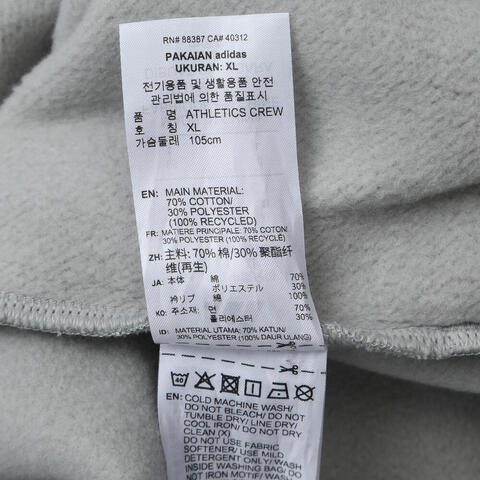 RN# 88387 CA# 40312
PAKAIAN adidas
UKURAN: XL
전기용품 및 생활용품 안전
관리법에 의한 품질표시
품 명 ATHLETICS CREW
호 칭 XL
가슴둘레 105cm
EN: MAIN MATERIAL:
70% COTTON/
30% POLYESTER
(100% RECYCLED)
FR: MATIERE PRINCIPALE: 70% COTON/
30% POLYESTER (100% RECYCLÉ)
ZH: 主料: 70% 棉/30% 聚酯纤
维(再生)
JA: 本体 綿 70%
ポリエステル 30%
衿リブ 綿 100%
KO: 주소재: 면 70%
폴리에스터 30%
ID: MATERIAL UTAMA: 70% KATUN/
30% POLIESTER (100% DAUR ULANG)
40
EN: COLD MACHINE WASH/
DO NOT BLEACH/ DO NOT
TUMBLE DRY/ LINE DRY/
COOL IRON/ DO NOT DRY
CLEAN (X)
DO NOT USE FABRIC
SOFTENER/ USE MILD
DETERGENT ONLY/ WASH
INSIDE WASHING BAG/ DO
NOT IRON MOTIF/ WASH